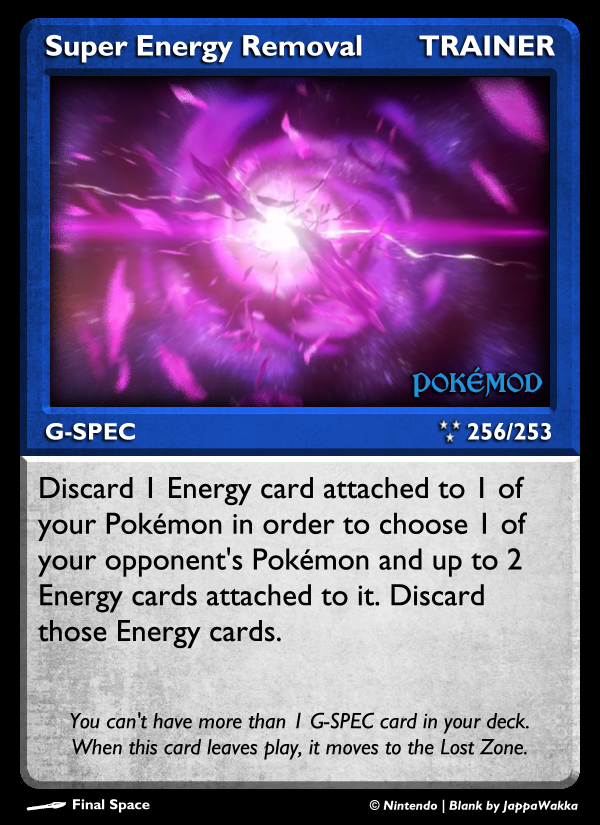 Super Energy Removal TRAINER
POKÉMOD
G-SPEC 256/253
Discard 1 Energy card attached to 1 of
your Pokémon in order to choose 1 of
your opponent's Pokémon and up to 2
Energy cards attached to it. Discard
those Energy cards.
You can't have more than 1 G-SPEC card in your deck.
When this card leaves play, it moves to the Lost Zone.
Final Space © Nintendo | Blank by JappaWakka